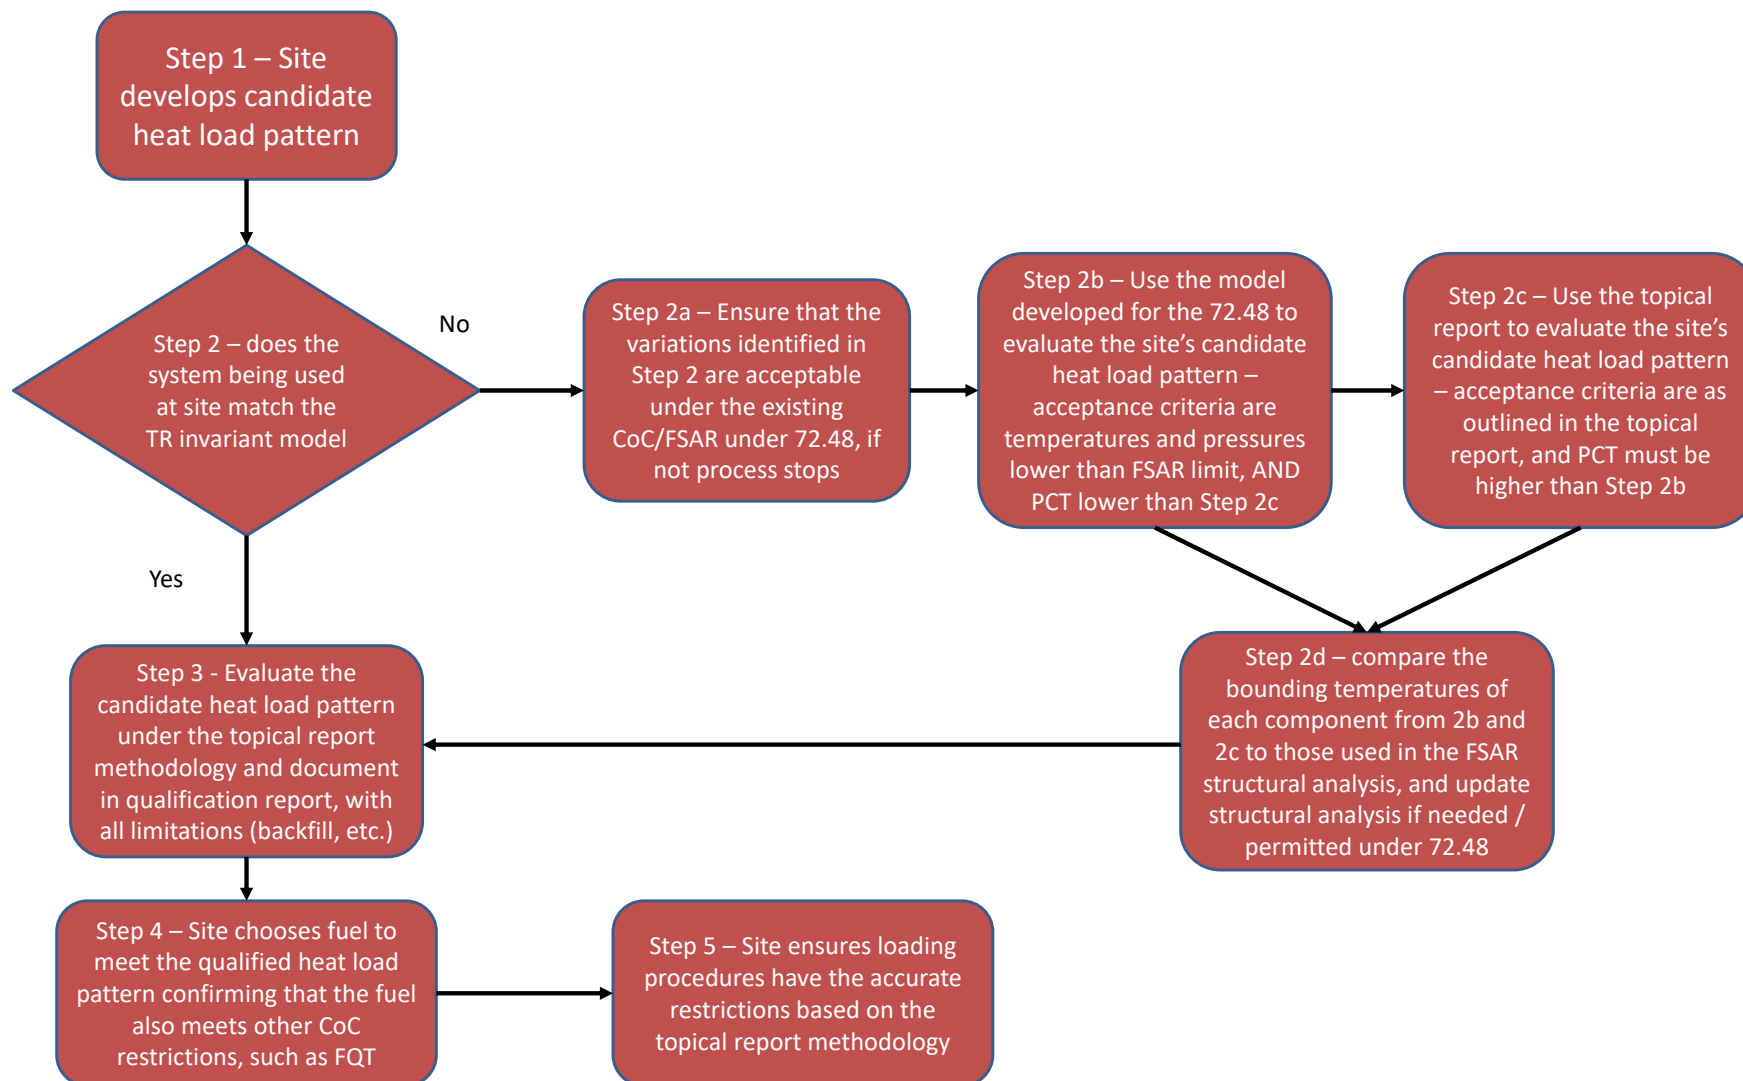 Step 1 – Site
develops candidate
heat load pattern
Step 2 – does the
system being used
at site match the
TR invariant model
No
Yes
Step 2a – Ensure that the
variations identified in
Step 2 are acceptable
under the existing
CoC/FSAR under 72.48, if
not process stops
Step 2b – Use the model
developed for the 72.48 to
evaluate the site’s candidate
heat load pattern –
acceptance criteria are
temperatures and pressures
lower than FSAR limit, AND
PCT lower than Step 2c
Step 2c – Use the topical
report to evaluate the site’s
candidate heat load pattern
– acceptance criteria are as
outlined in the topical
report, and PCT must be
higher than Step 2b
Step 2d – compare the
bounding temperatures of
each component from 2b and
2c to those used in the FSAR
structural analysis, and update
structural analysis if needed /
permitted under 72.48
Step 3 - Evaluate the
candidate heat load pattern
under the topical report
methodology and document
in qualification report, with
all limitations (backfill, etc.)
Step 4 – Site chooses fuel to
meet the qualified heat load
pattern confirming that the fuel
also meets other CoC
restrictions, such as FQT
Step 5 – Site ensures loading
procedures have the accurate
restrictions based on the
topical report methodology